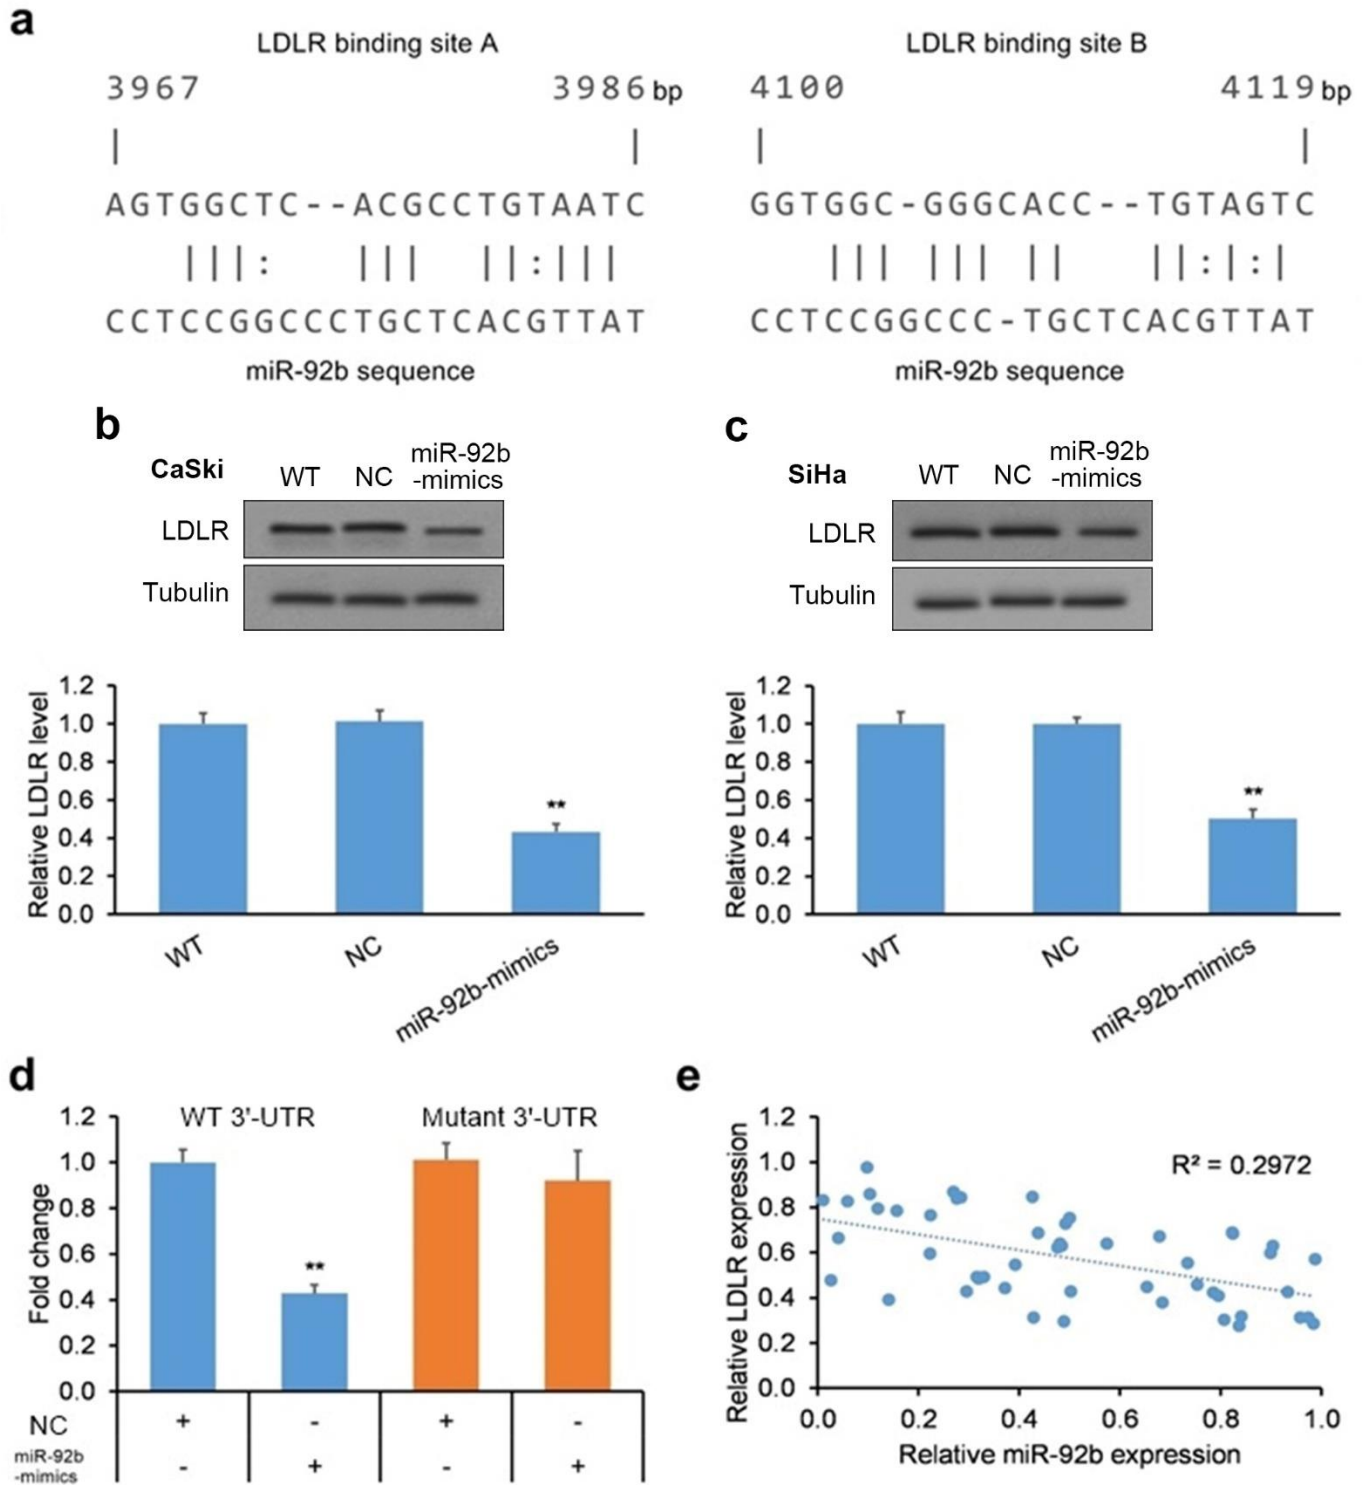 a
LDLR binding site A
3967 3986 bp
| |
AGTGGCTC--ACGCCTGTAATC
|||: ||| ||:|||
CCTCCGGCCCTGCTCACGTTAT
miR-92b sequence
LDLR binding site B
4100 4119 bp
| |
GGTGGC-GGGCACC--TGTAGTC
||| ||| || ||:|:|
CCTCCGGCCC-TGCTCACGTTAT
miR-92b sequence
b
CaSki
WT NC miR-92b
-mimics
LDLR
Tubulin
Relative LDLR level
1.2
1.0
0.8
0.6
0.4
0.2
0.0
**
WT NC miR-92b-mimics
c
SiHa
WT NC miR-92b
-mimics
LDLR
Tubulin
Relative LDLR level
1.2
1.0
0.8
0.6
0.4
0.2
0.0
**
WT NC miR-92b-mimics
d
WT 3'-UTR Mutant 3'-UTR
Fold change
1.2
1.0
0.8
0.6
0.4
0.2
0.0
**
NC + - + -
miR-92b
-mimics - + - +
e
Relative LDLR expression
1.2
1.0
0.8
0.6
0.4
0.2
0.0
R² = 0.2972
0.0 0.2 0.4 0.6 0.8 1.0
Relative miR-92b expression